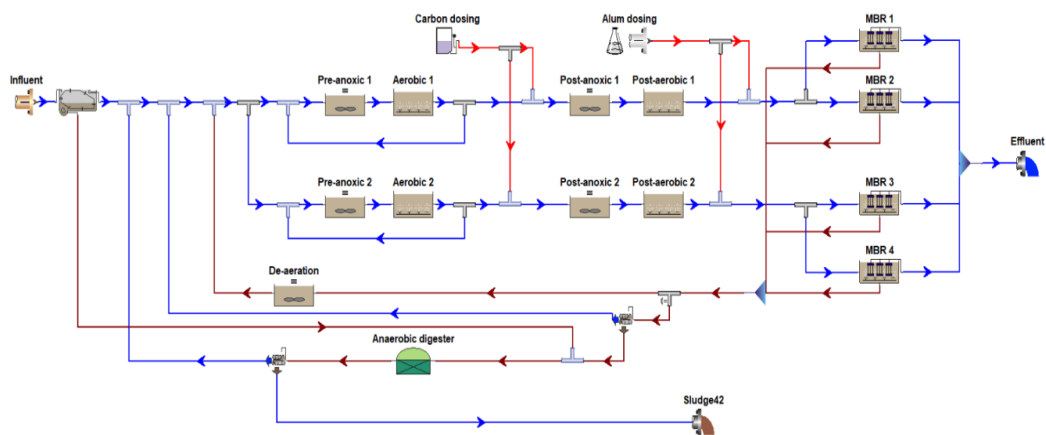 Carbon dosing
Alum dosing
MBR 1
Influent
Pre-anoxic 1
Aerobic 1
Post-anoxic 1
Post-aerobic 1
MBR 2
Effluent
Pre-anoxic 2
Aerobic 2
Post-anoxic 2
Post-aerobic 2
MBR 3
MBR 4
De-aeration
Anaerobic digester
Sludge42